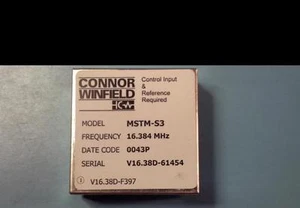 CONNOR
WINFIELD
HCW
Control Input
&
Reference
Required
MODEL MSTM-S3
FREQUENCY 16.384 MHz
DATE CODE 0043P
SERIAL V16.38D-61454
V16.38D-F397